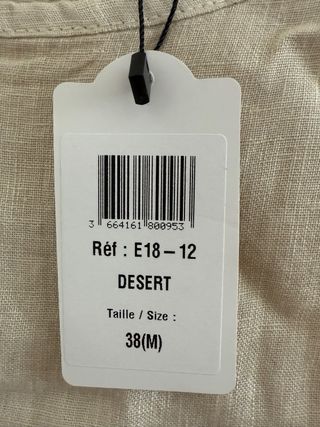 3 664161 800953
Réf : E18-12
DESERT
Taille / Size :
38(M)